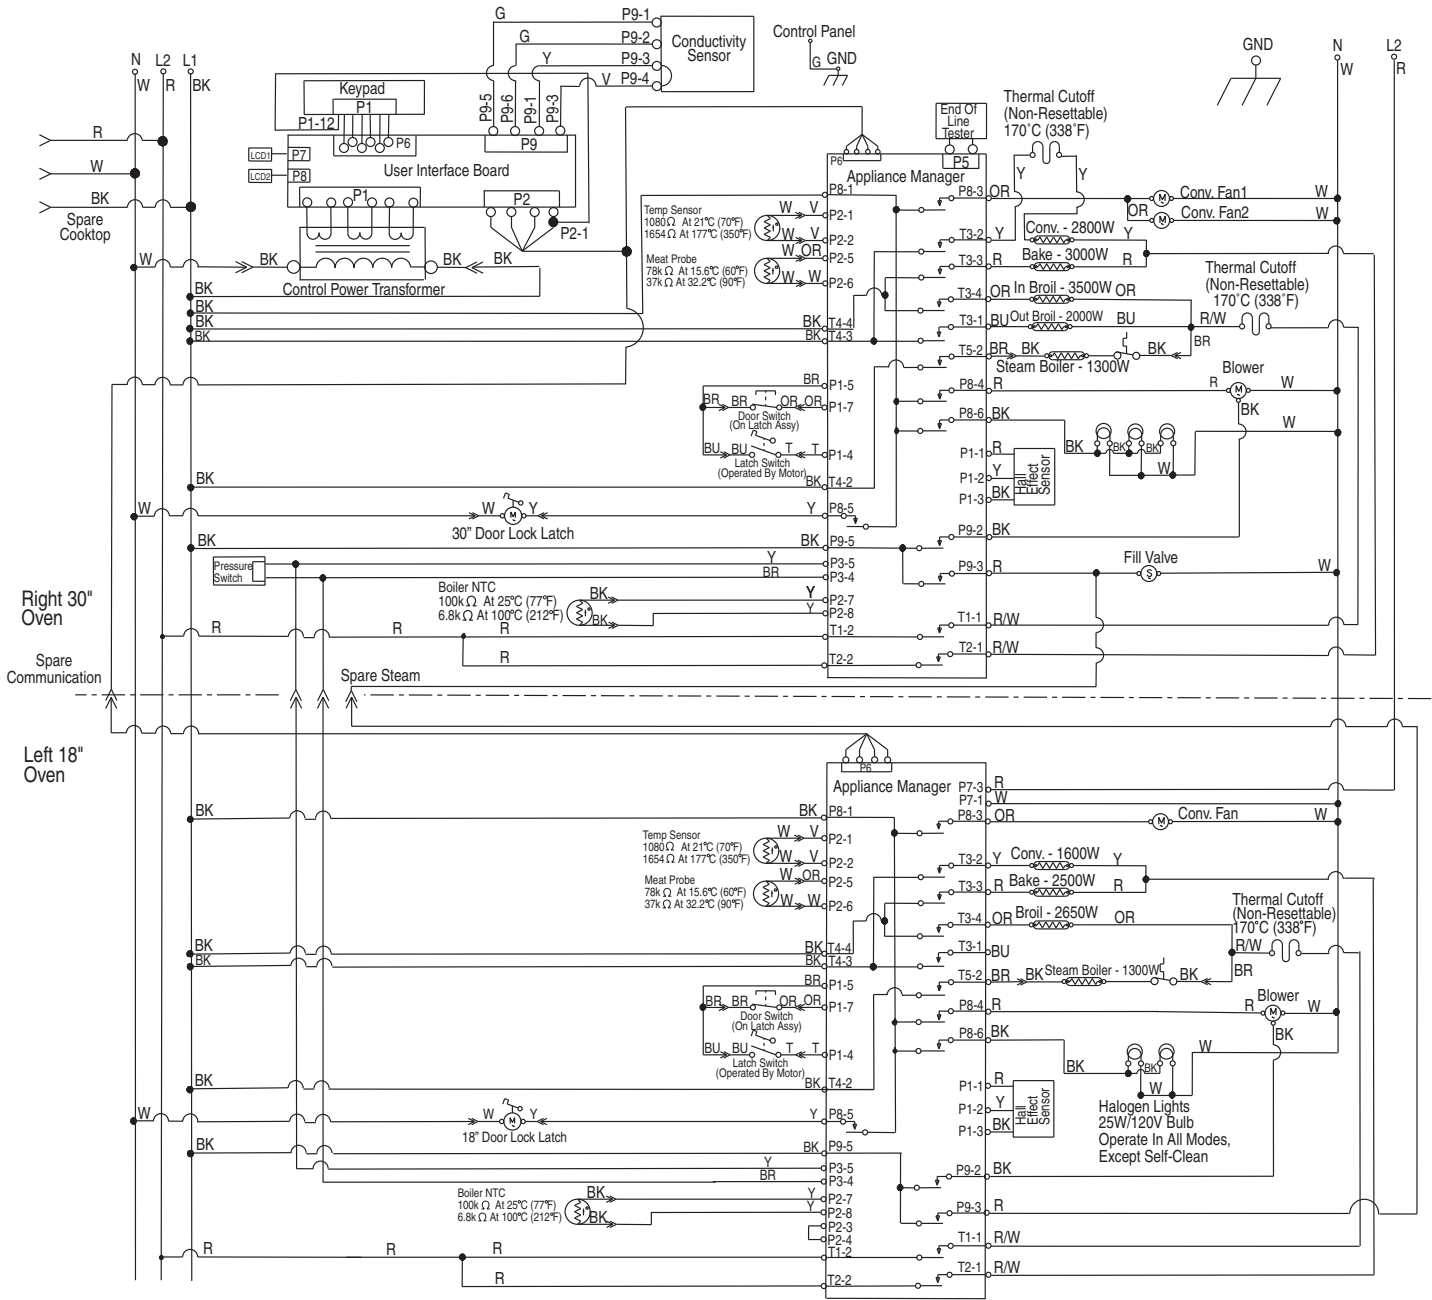 N L2 L1
W R BK
R
W
BK
Spare
Cooktop
G P9-1
G P9-2
Y P9-3
V P9-4
Conductivity
Sensor
Control Panel
G GND
Keypad
P1
P1-12
P9-5 P9-6 P9-1 P9-3
P6
P9
LCD1 P7
LCD2 P8
User Interface Board
P1
P2
P2-1
W BK BK BK
Control Power Transformer
BK
BK
BK
BK
End Of
Line
Tester
P5
P6
Appliance Manager
Thermal Cutoff
(Non-Resettable)
170˚C (338˚F)
Y Y
GND
N L2
W R
P8-1
Temp Sensor
1080Ω At 21°C (70°F)
1654Ω At 177°C (350°F)
W V P2-1
W V P2-2
Meat Probe
78kΩ At 15.6°C (60°F)
37kΩ At 32.2°C (90°F)
W OR P2-5
W W P2-6
BK T4-4
BK T4-3
P8-3 OR Conv. Fan1 W
OR Conv. Fan2 W
T3-2 Y Conv. - 2800W Y
T3-3 R Bake - 3000W R
T3-4 OR In Broil - 3500W OR
T3-1 BU Out Broil - 2000W BU R/W
Thermal Cutoff
(Non-Resettable)
170˚C (338˚F)
BR
T5-2 BR BK BK
Steam Boiler - 1300W
Blower
P8-4 R R M W
BK
P8-6 BK W
BK BK BK
W
BR P1-5
BR BR OR OR P1-7
Door Switch
(On Latch Assy)
BU BU T T P1-4
Latch Switch
(Operated By Motor)
P1-1 R
P1-2 Y
P1-3 BK
Hall
Effect
Sensor
BK BK T4-2
W W M Y Y P8-5
30" Door Lock Latch
BK BK P9-5
P9-2 BK
Pressure
Switch
Y P3-5
BR P3-4
Fill Valve
P9-3 R S W
Boiler NTC
100kΩ At 25°C (77°F)
6.8kΩ At 100°C (212°F)
BK Y P2-7
BK Y P2-8
Right 30"
Oven
R R R T1-2
T1-1 R/W
R T2-2
T2-1 R/W
Spare
Communication
Spare Steam
Left 18"
Oven
P6
Appliance Manager
P7-3 R
P7-1 W
BK BK P8-1
P8-3 OR M Conv. Fan W
Temp Sensor
1080Ω At 21°C (70°F)
1654Ω At 177°C (350°F)
W V P2-1
W V P2-2
Meat Probe
78kΩ At 15.6°C (60°F)
37kΩ At 32.2°C (90°F)
W OR P2-5
W W P2-6
T3-2 Y Conv. - 1600W Y
T3-3 R Bake - 2500W R
T3-4 OR Broil - 2650W OR
Thermal Cutoff
(Non-Resettable)
170˚C (338˚F)
BK BK T4-4
BK BK T4-3
T3-1 BU R/W
BR
T5-2 BR BK Steam Boiler - 1300W BK
BR P1-5
BR BR OR OR P1-7
Door Switch
(On Latch Assy)
BU BU T T P1-4
Latch Switch
(Operated By Motor)
Blower
P8-4 R R M W
BK
P8-6 BK W
BK BK
W
BK BK T4-2
P1-1 R
P1-2 Y
P1-3 BK
Hall
Effect
Sensor
Halogen Lights
25W/120V Bulb
Operate In All Modes,
Except Self-Clean
W W M Y Y P8-5
18" Door Lock Latch
BK BK P9-5
Y P3-5
BR P3-4
P9-2 BK
Boiler NTC
100kΩ At 25°C (77°F)
6.8kΩ At 100°C (212°F)
BK Y P2-7
BK Y P2-8
P2-3
P2-4
P9-3 R
R R R T1-2
T1-1 R/W
R T2-2
T2-1 R/W